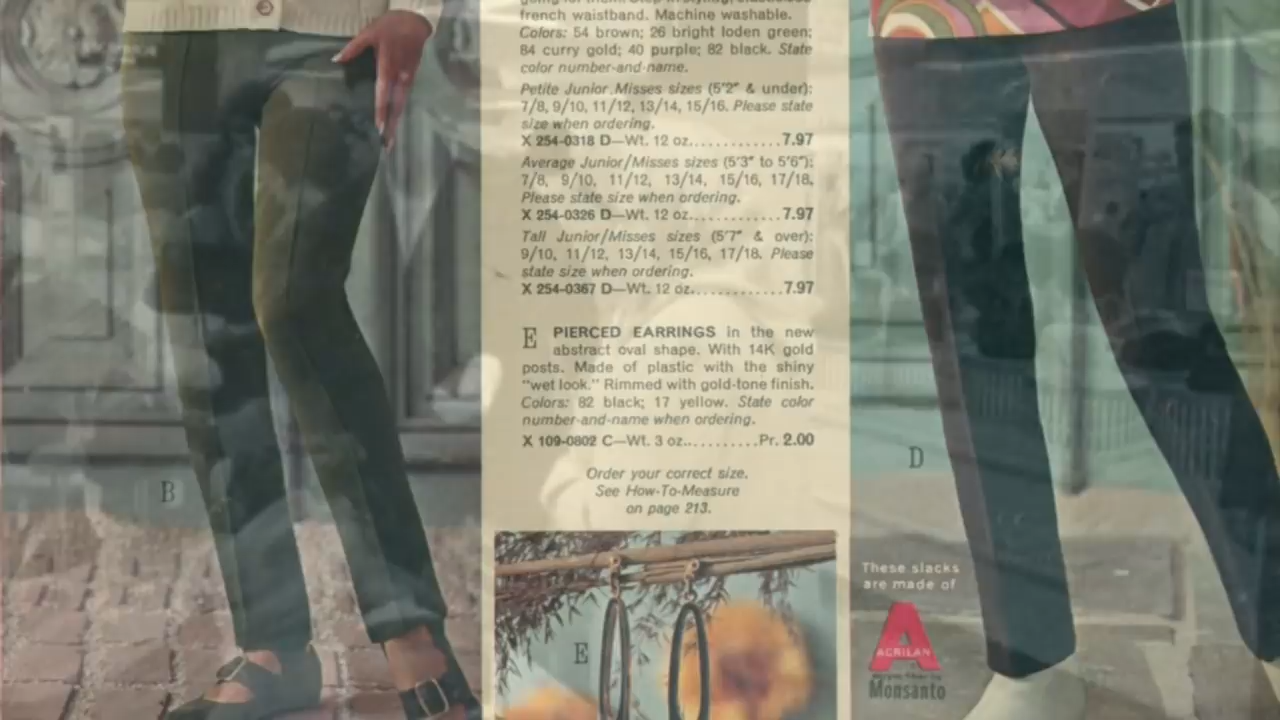 going for them. Step-in styling, elasticized
french waistband. Machine washable.
Colors: 54 brown; 26 bright loden green;
84 curry gold; 40 purple; 82 black. State
color number-and-name.
Petite Junior Misses sizes (5'2" & under):
7/8, 9/10, 11/12, 13/14, 15/16. Please state
size when ordering.
X 254-0318 D—Wt. 12 oz.............7.97
Average Junior/Misses sizes (5'3" to 5'6"):
7/8, 9/10, 11/12, 13/14, 15/16, 17/18.
Please state size when ordering.
X 254-0326 D—Wt. 12 oz.............7.97
Tall Junior/Misses sizes (5'7" & over):
9/10, 11/12, 13/14, 15/16, 17/18. Please
state size when ordering.
X 254-0367 D—Wt. 12 oz.............7.97
E PIERCED EARRINGS in the new
abstract oval shape. With 14K gold
posts. Made of plastic with the shiny
"wet look." Rimmed with gold-tone finish.
Colors: 82 black; 17 yellow. State color
number-and-name when ordering.
X 109-0802 C—Wt. 3 oz...........Pr. 2.00
Order your correct size.
See How-To-Measure
on page 213.
B
E
D
These slacks
are made of
A
ACRILAN
Monsanto